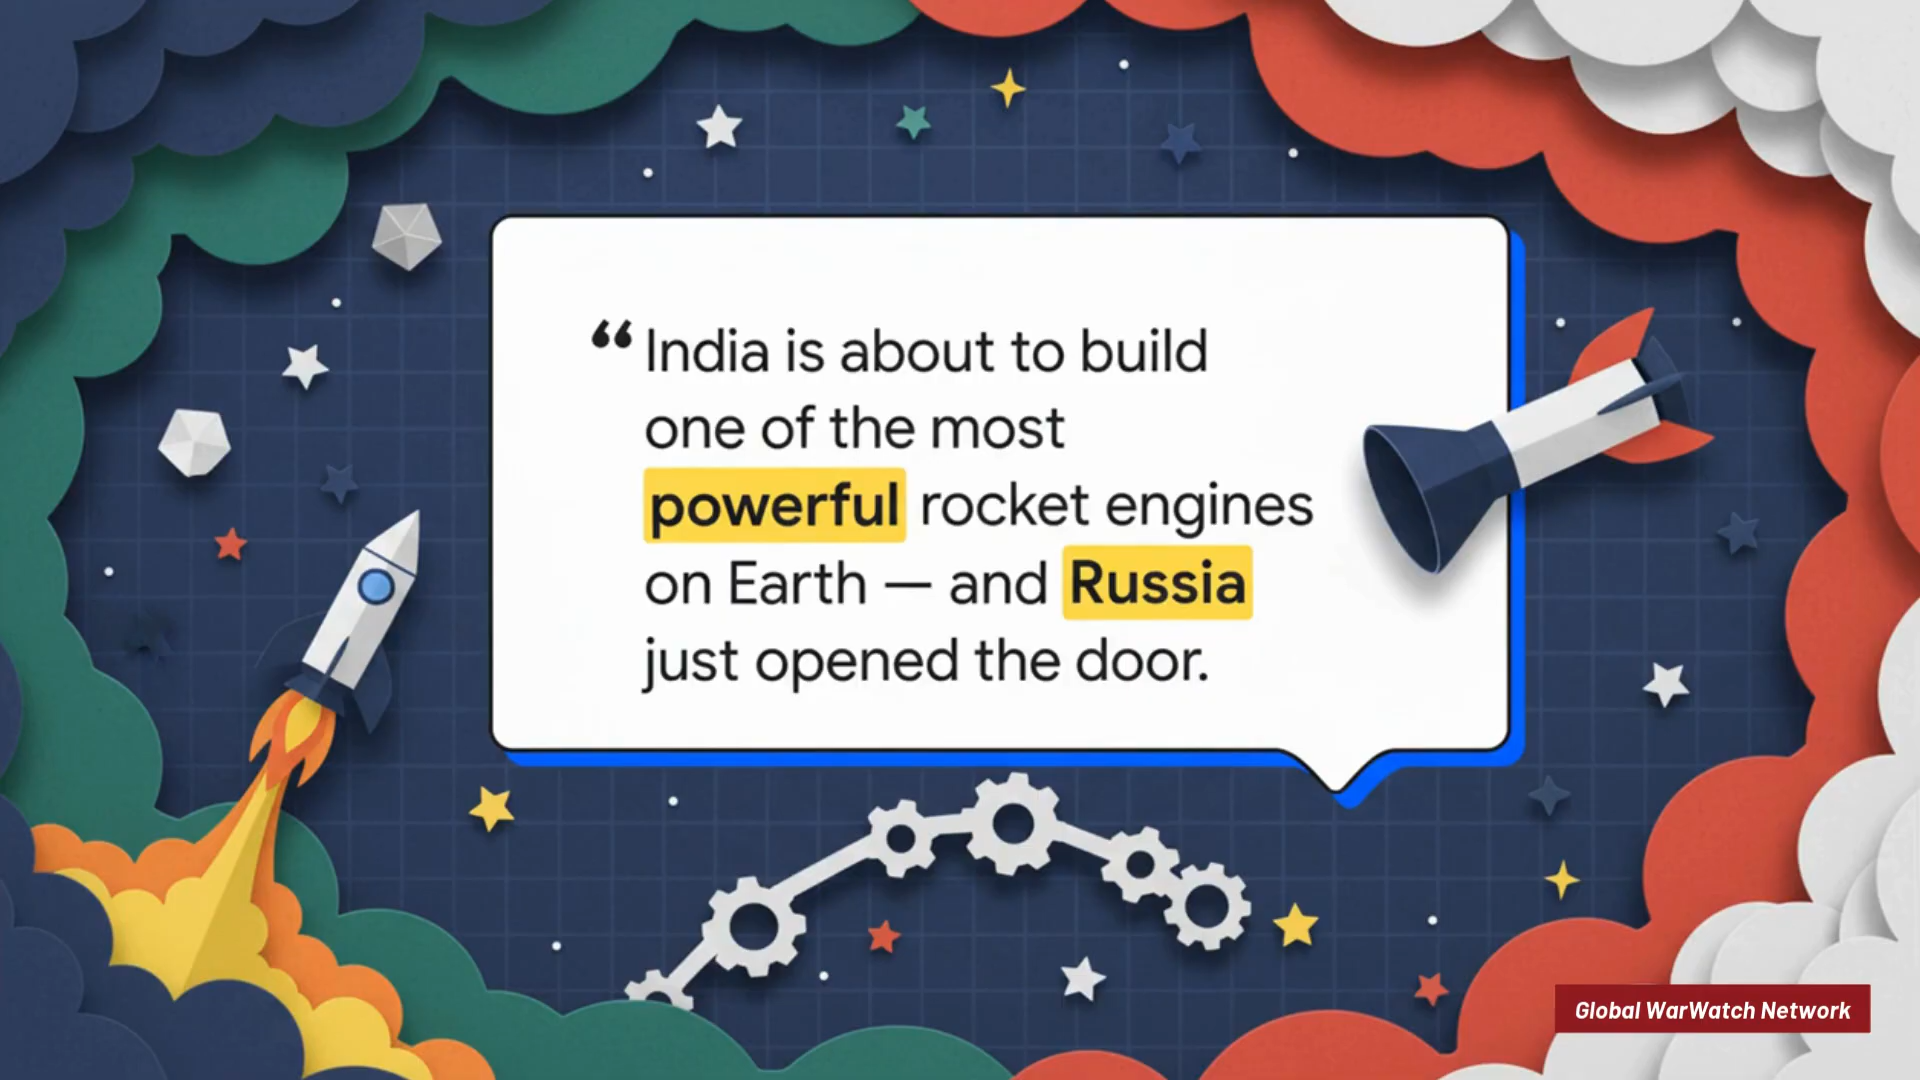 “India is about to build
one of the most
powerful rocket engines
on Earth — and Russia
just opened the door.
Global WarWatch Network